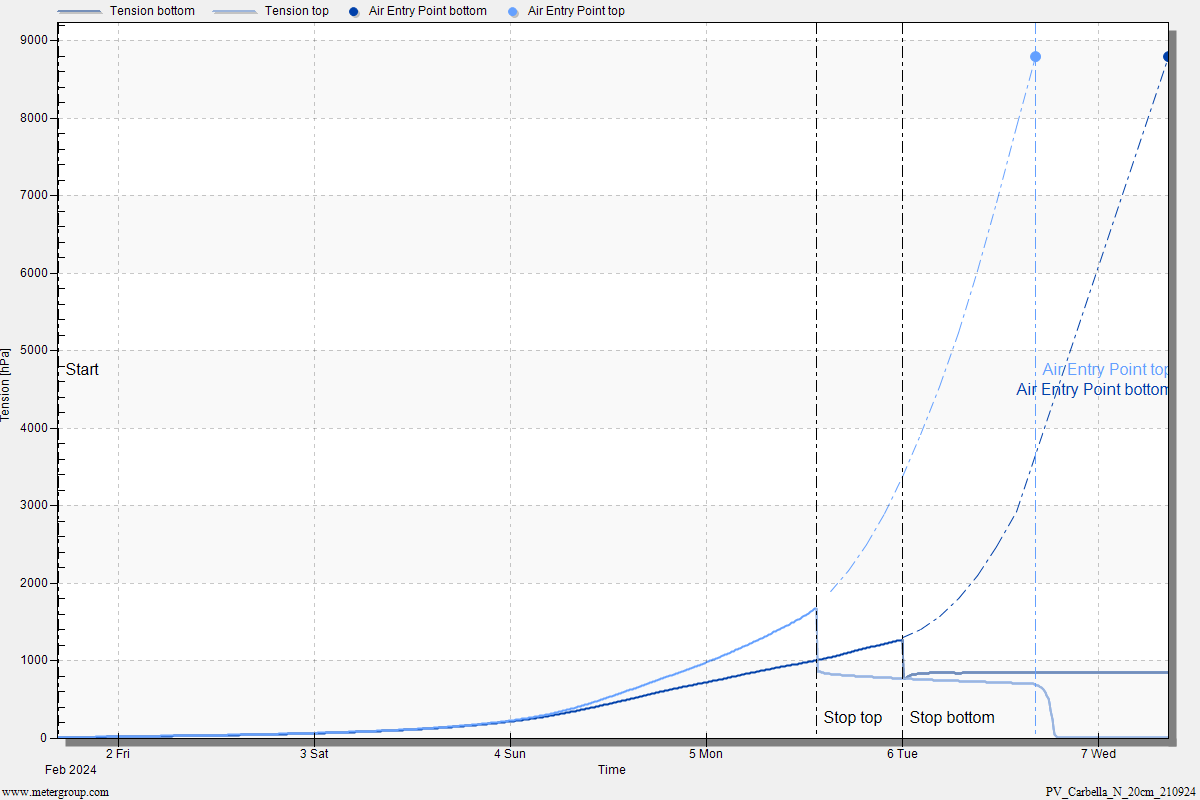 Tension bottom Tension top Air Entry Point bottom Air Entry Point top
9000
8000
7000
6000
5000
4000
3000
2000
1000
0
Tension [hPa]
Start
Air Entry Point top
Air Entry Point bottom
Stop top Stop bottom
2 Fri 3 Sat 4 Sun 5 Mon 6 Tue 7 Wed
Feb 2024 Time
www.metergroup.com PV_Carbella_N_20cm_210924